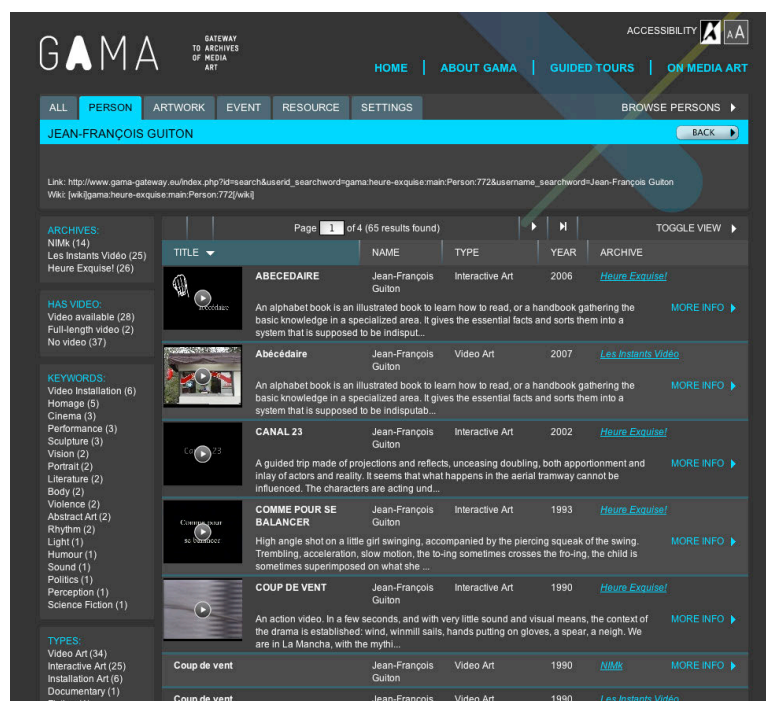 ACCESSIBILITY A AA
GAMA
GATEWAY
TO ARCHIVES
OF MEDIA
ART
HOME | ABOUT GAMA | GUIDED TOURS | ON MEDIA ART
ALL PERSON ARTWORK EVENT RESOURCE SETTINGS BROWSE PERSONS
JEAN-FRANÇOIS GUITON BACK
Link: http://www.gama-gateway.eu/index.php?id=search&userid_searchword=gama:heure-exquise:main:Person:772&username_searchword=Jean-François Guiton
Wiki: [wiki]gama:heure-exquise:main:Person:772[/wiki]
ARCHIVES:
NIMk (14)
Les Instants Vidéo (25)
Heure Exquise! (26)
HAS VIDEO:
Video available (28)
Full-length video (2)
No video (37)
KEYWORDS:
Video Installation (6)
Homage (5)
Cinema (3)
Performance (3)
Sculpture (3)
Vision (2)
Portrait (2)
Literature (2)
Body (2)
Violence (2)
Abstract Art (2)
Rhythm (2)
Light (1)
Humour (1)
Sound (1)
Politics (1)
Perception (1)
Science Fiction (1)
TYPES:
Video Art (34)
Interactive Art (25)
Installation Art (6)
Documentary (1)
Page 1 of 4 (65 results found) TOGGLE VIEW
TITLE NAME TYPE YEAR ARCHIVE
abécédaire
ABECEDAIRE Jean-François Guiton Interactive Art 2006 Heure Exquise!
An alphabet book is an illustrated book to learn how to read, or a handbook gathering the MORE INFO
basic knowledge in a specialized area. It gives the essential facts and sorts them into a
system that is supposed to be indisput...
Abécédaire Jean-François Guiton Video Art 2007 Les Instants Vidéo
An alphabet book is an illustrated book to learn how to read, or a handbook gathering the MORE INFO
basic knowledge in a specialized area. It gives the essential facts and sorts them into a
system that is supposed to be indisputab...
Canal 23
CANAL 23 Jean-François Guiton Interactive Art 2002 Heure Exquise!
A guided trip made of projections and reflects, unceasing doubling, both apportionment and MORE INFO
inlay of actors and reality. It seems that what happens in the aerial tramway cannot be
influenced. The characters are acting und...
Comme pour
se balancer
COMME POUR SE BALANCER Jean-François Guiton Interactive Art 1993 Heure Exquise!
High angle shot on a little girl swinging, accompanied by the piercing squeak of the swing. MORE INFO
Trembling, acceleration, slow motion, the to-ing sometimes crosses the fro-ing, the child is
sometimes superimposed on what she ...
COUP DE VENT Jean-François Guiton Interactive Art 1990 Heure Exquise!
An action video. In a few seconds, and with very little sound and visual means, the context of MORE INFO
the drama is established: wind, winmill sails, hands putting on gloves, a spear, a neigh. We
are in La Mancha, with the mythi...
Coup de vent Jean-François Guiton Video Art 1990 NIMk MORE INFO
Coup de vent Jean-François Video Art 1990 Les Instants Vidéo MORE INFO